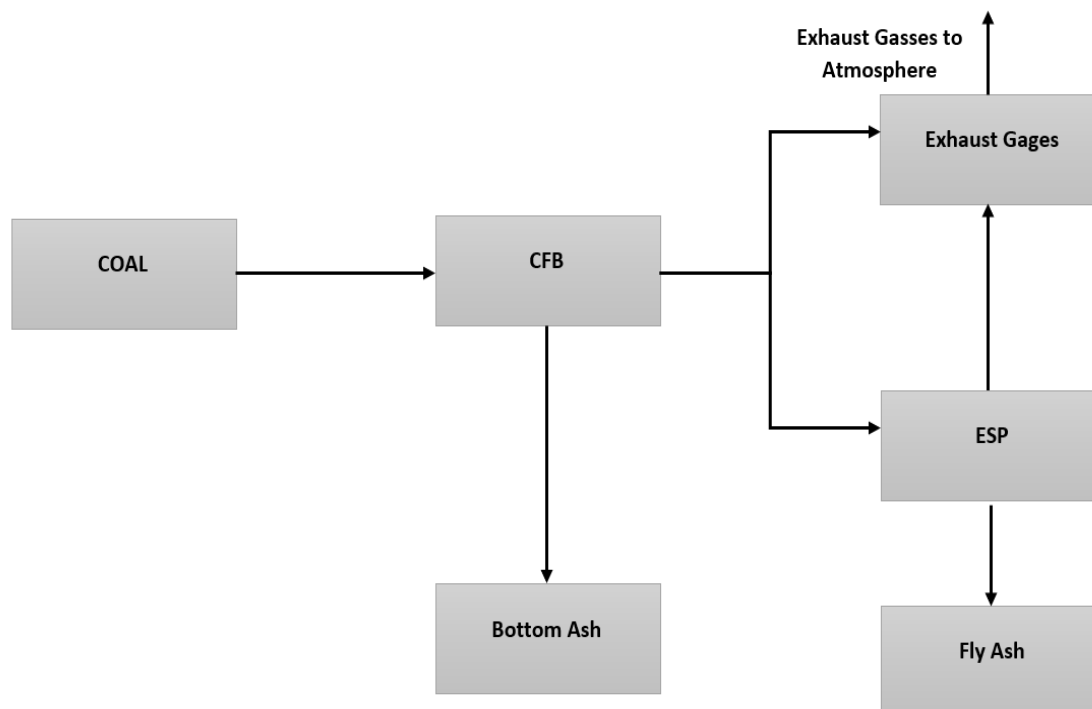 Exhaust Gasses to
Atmosphere
Exhaust Gages
COAL
CFB
ESP
Bottom Ash
Fly Ash